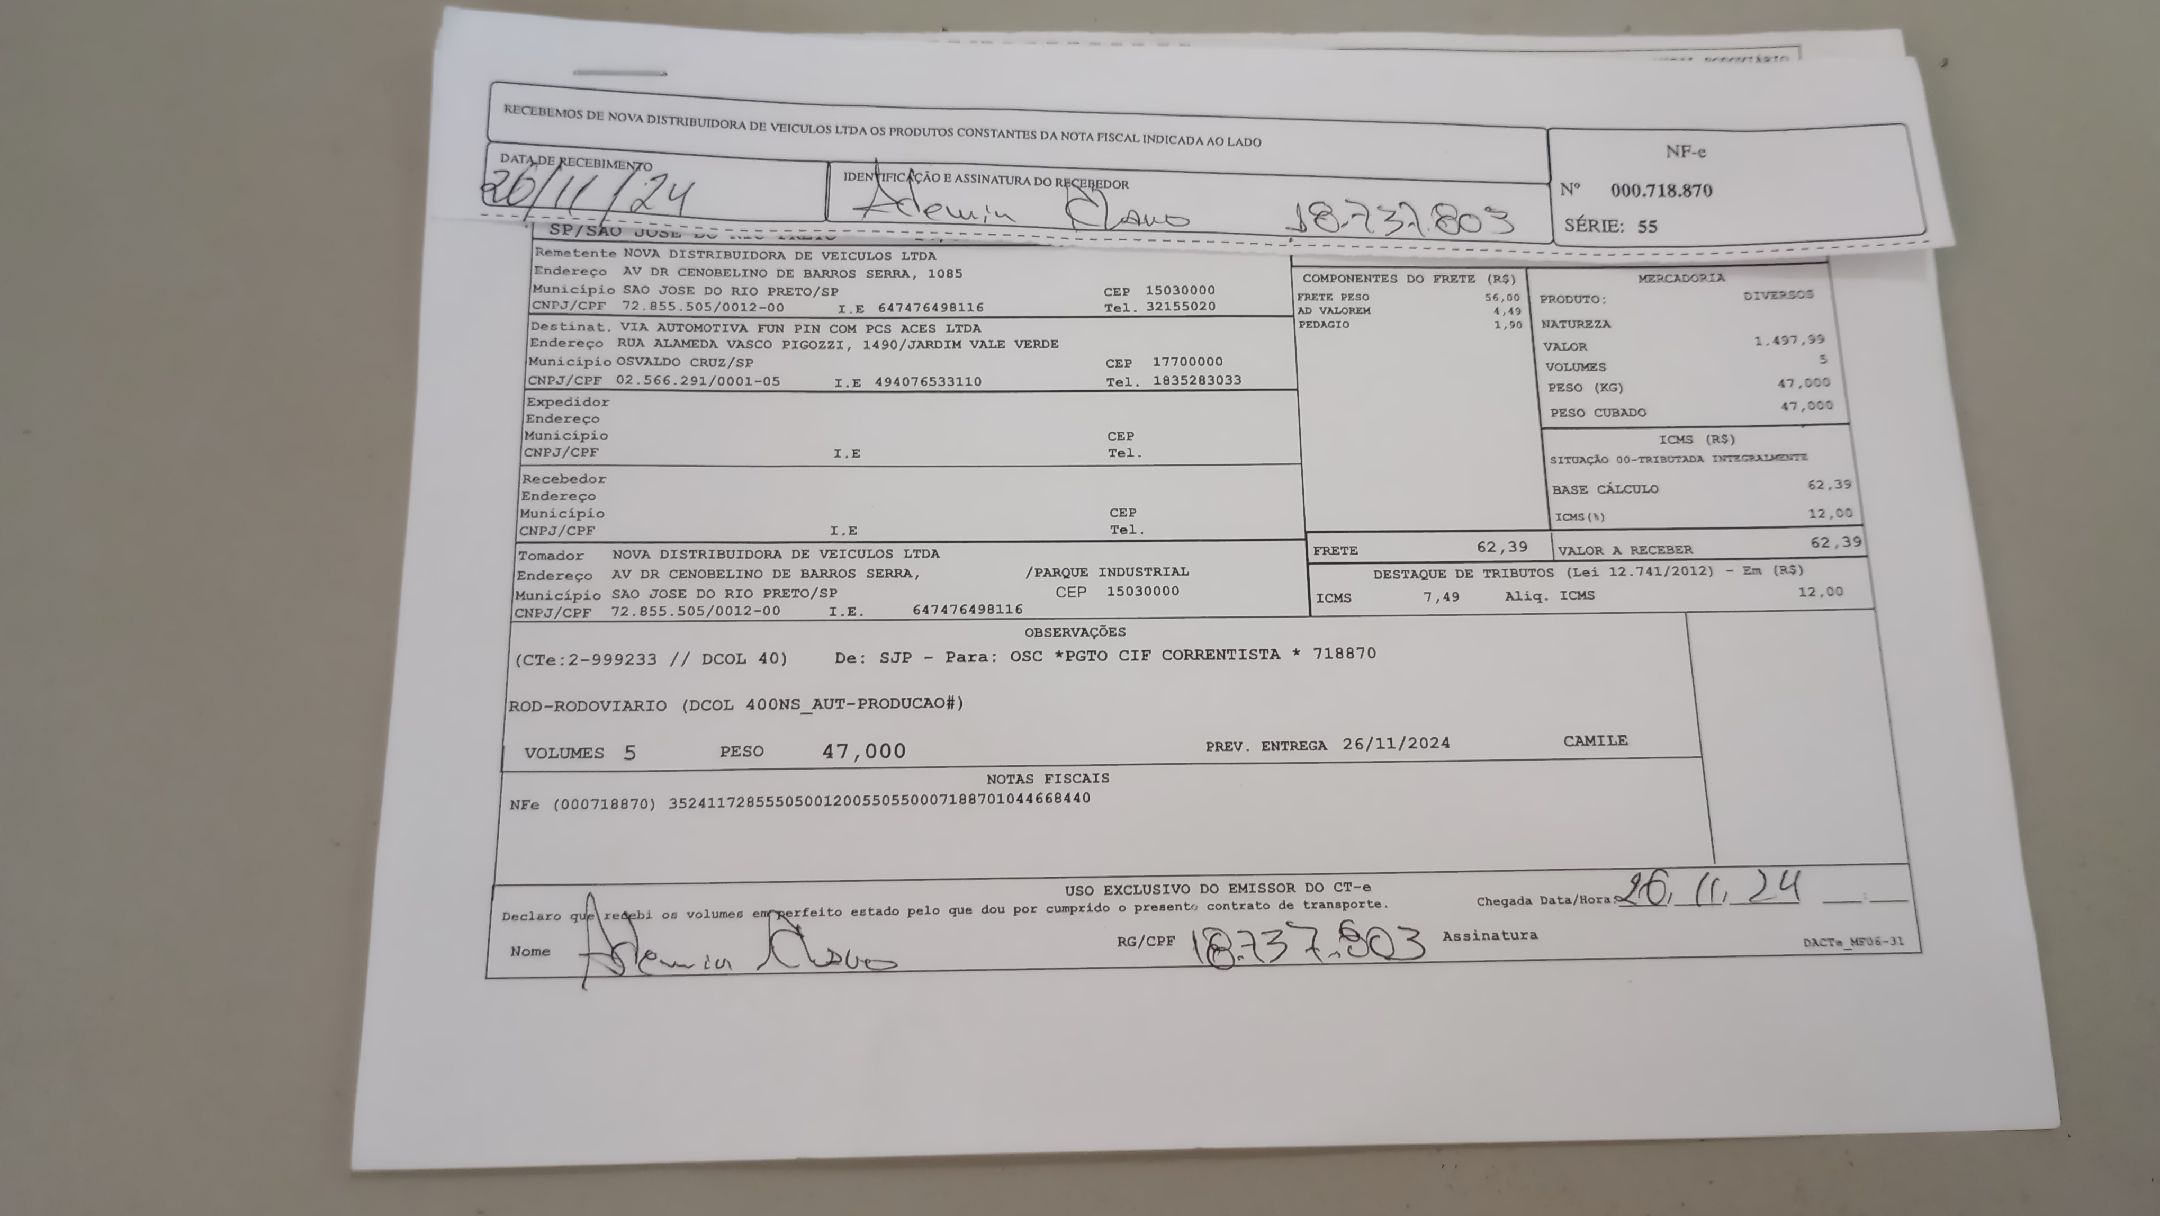 RECEBEMOS DE NOVA DISTRIBUIDORA DE VEICULOS LTDA OS PRODUTOS CONSTANTES DA NOTA FISCAL INDICADA AO LADO
DATA DE RECEBIMENTO
26/11/24
IDENTIFICAÇÃO E ASSINATURA DO RECEBEDOR
18.737.803
NF-e
Nº 000.718.870
SÉRIE: 55
SP/SAO JOSE DO RIO PRETO
Remetente NOVA DISTRIBUIDORA DE VEICULOS LTDA
Endereço AV DR CENOBELINO DE BARROS SERRA, 1085
Município SAO JOSE DO RIO PRETO/SP CEP 15030000
CNPJ/CPF 72.855.505/0012-00 I.E 647476498116 Tel. 32155020
Destinat. VIA AUTOMOTIVA FUN PIN COM PCS ACES LTDA
Endereço RUA ALAMEDA VASCO PIGOZZI, 1490/JARDIM VALE VERDE
Município OSVALDO CRUZ/SP CEP 17700000
CNPJ/CPF 02.566.291/0001-05 I.E 494076533110 Tel. 1835283033
Expedidor
Endereço
Município CEP
CNPJ/CPF I.E Tel.
Recebedor
Endereço
Município CEP
CNPJ/CPF I.E Tel.
Tomador NOVA DISTRIBUIDORA DE VEICULOS LTDA
Endereço AV DR CENOBELINO DE BARROS SERRA, /PARQUE INDUSTRIAL
Município SAO JOSE DO RIO PRETO/SP CEP 15030000
CNPJ/CPF 72.855.505/0012-00 I.E. 647476498116
COMPONENTES DO FRETE (R$)
FRETE PESO 56,00
AD VALOREM 4,49
PEDAGIO 1,90
MERCADORIA
PRODUTO: DIVERSOS
NATUREZA
VALOR 1.497,99
VOLUMES 5
PESO (KG) 47,000
PESO CUBADO 47,000
ICMS (R$)
SITUAÇÃO 00-TRIBUTADA INTEGRALMENTE
BASE CÁLCULO 62,39
ICMS(%) 12,00
FRETE 62,39 VALOR A RECEBER 62,39
DESTAQUE DE TRIBUTOS (Lei 12.741/2012) - Em (R$)
ICMS 7,49 Aliq. ICMS 12,00
OBSERVAÇÕES
(CTe:2-999233 // DCOL 40) De: SJP - Para: OSC *PGTO CIF CORRENTISTA * 718870
ROD-RODOVIARIO (DCOL 400NS_AUT-PRODUCAO#)
VOLUMES 5 PESO 47,000 PREV. ENTREGA 26/11/2024 CAMILE
NOTAS FISCAIS
NFe (000718870) 35241172855505001200550550007188701044668440
USO EXCLUSIVO DO EMISSOR DO CT-e
Declaro que recebi os volumes em perfeito estado pelo que dou por cumprido o presente contrato de transporte. Chegada Data/Hora: 26.11.24
Nome RG/CPF 18.737.803 Assinatura
DACTe_MF06-31